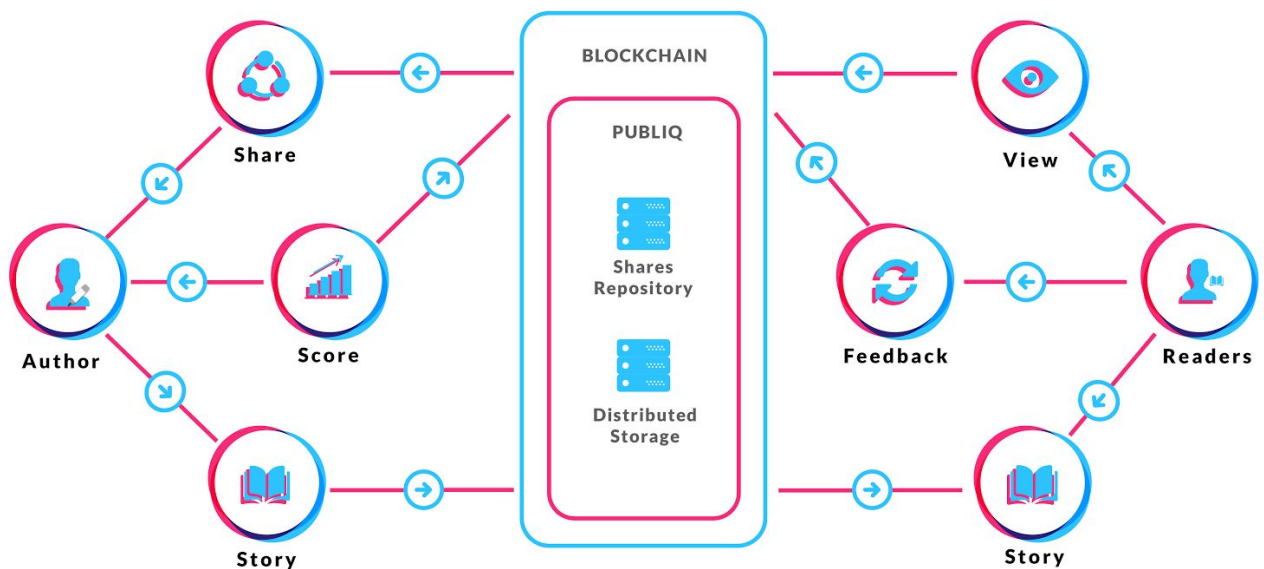 BLOCKCHAIN
PUBLIQ
Share
View
Shares
Repository
Author
Score
Feedback
Readers
Distributed
Storage
Story
Story